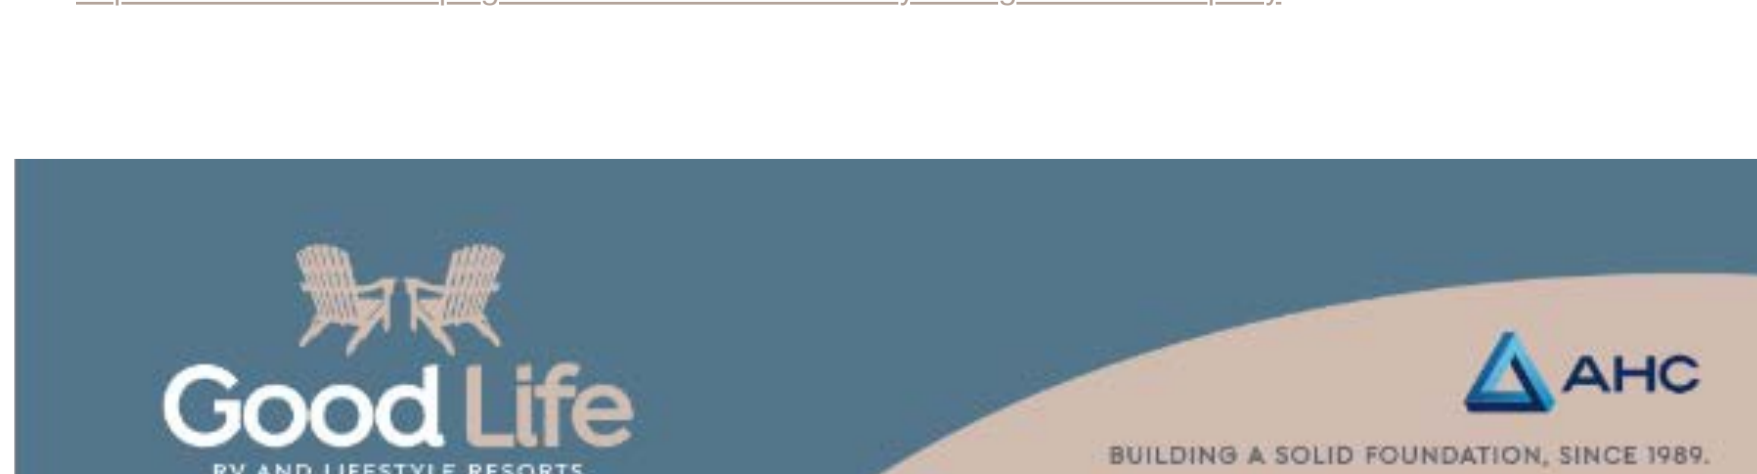 Good Life
RV AND LIFESTYLE RESORTS
AHC
BUILDING A SOLID FOUNDATION, SINCE 1989.